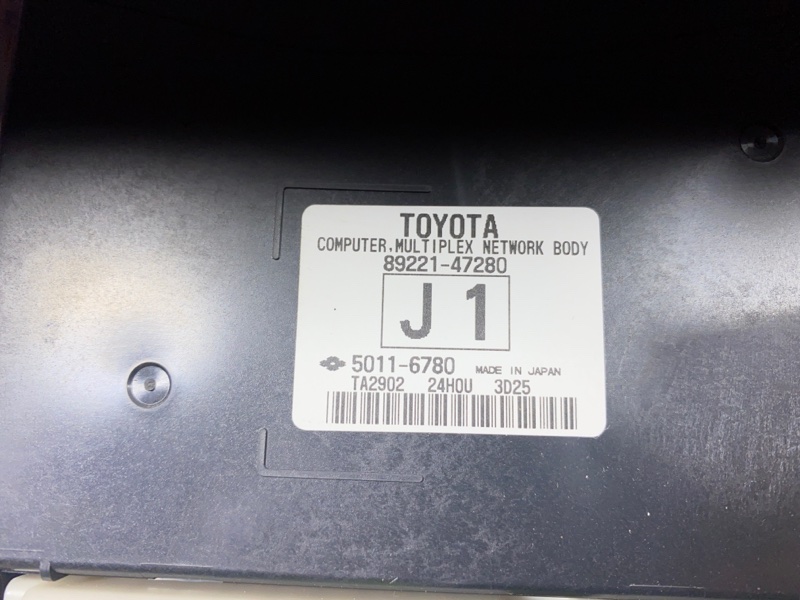 TOYOTA
COMPUTER, MULTIPLEX NETWORK BODY
89221-47280
J 1
5011-6780 MADE IN JAPAN
TA2902 24H0U 3D25